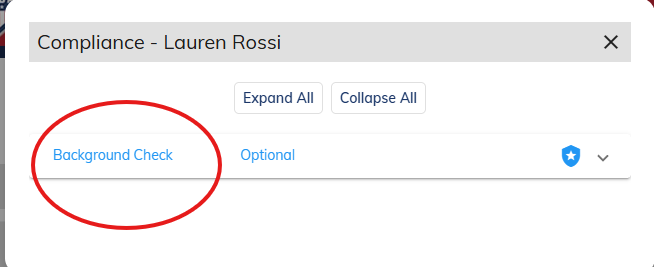 Compliance - Lauren Rossi
Expand All Collapse All
Background Check Optional